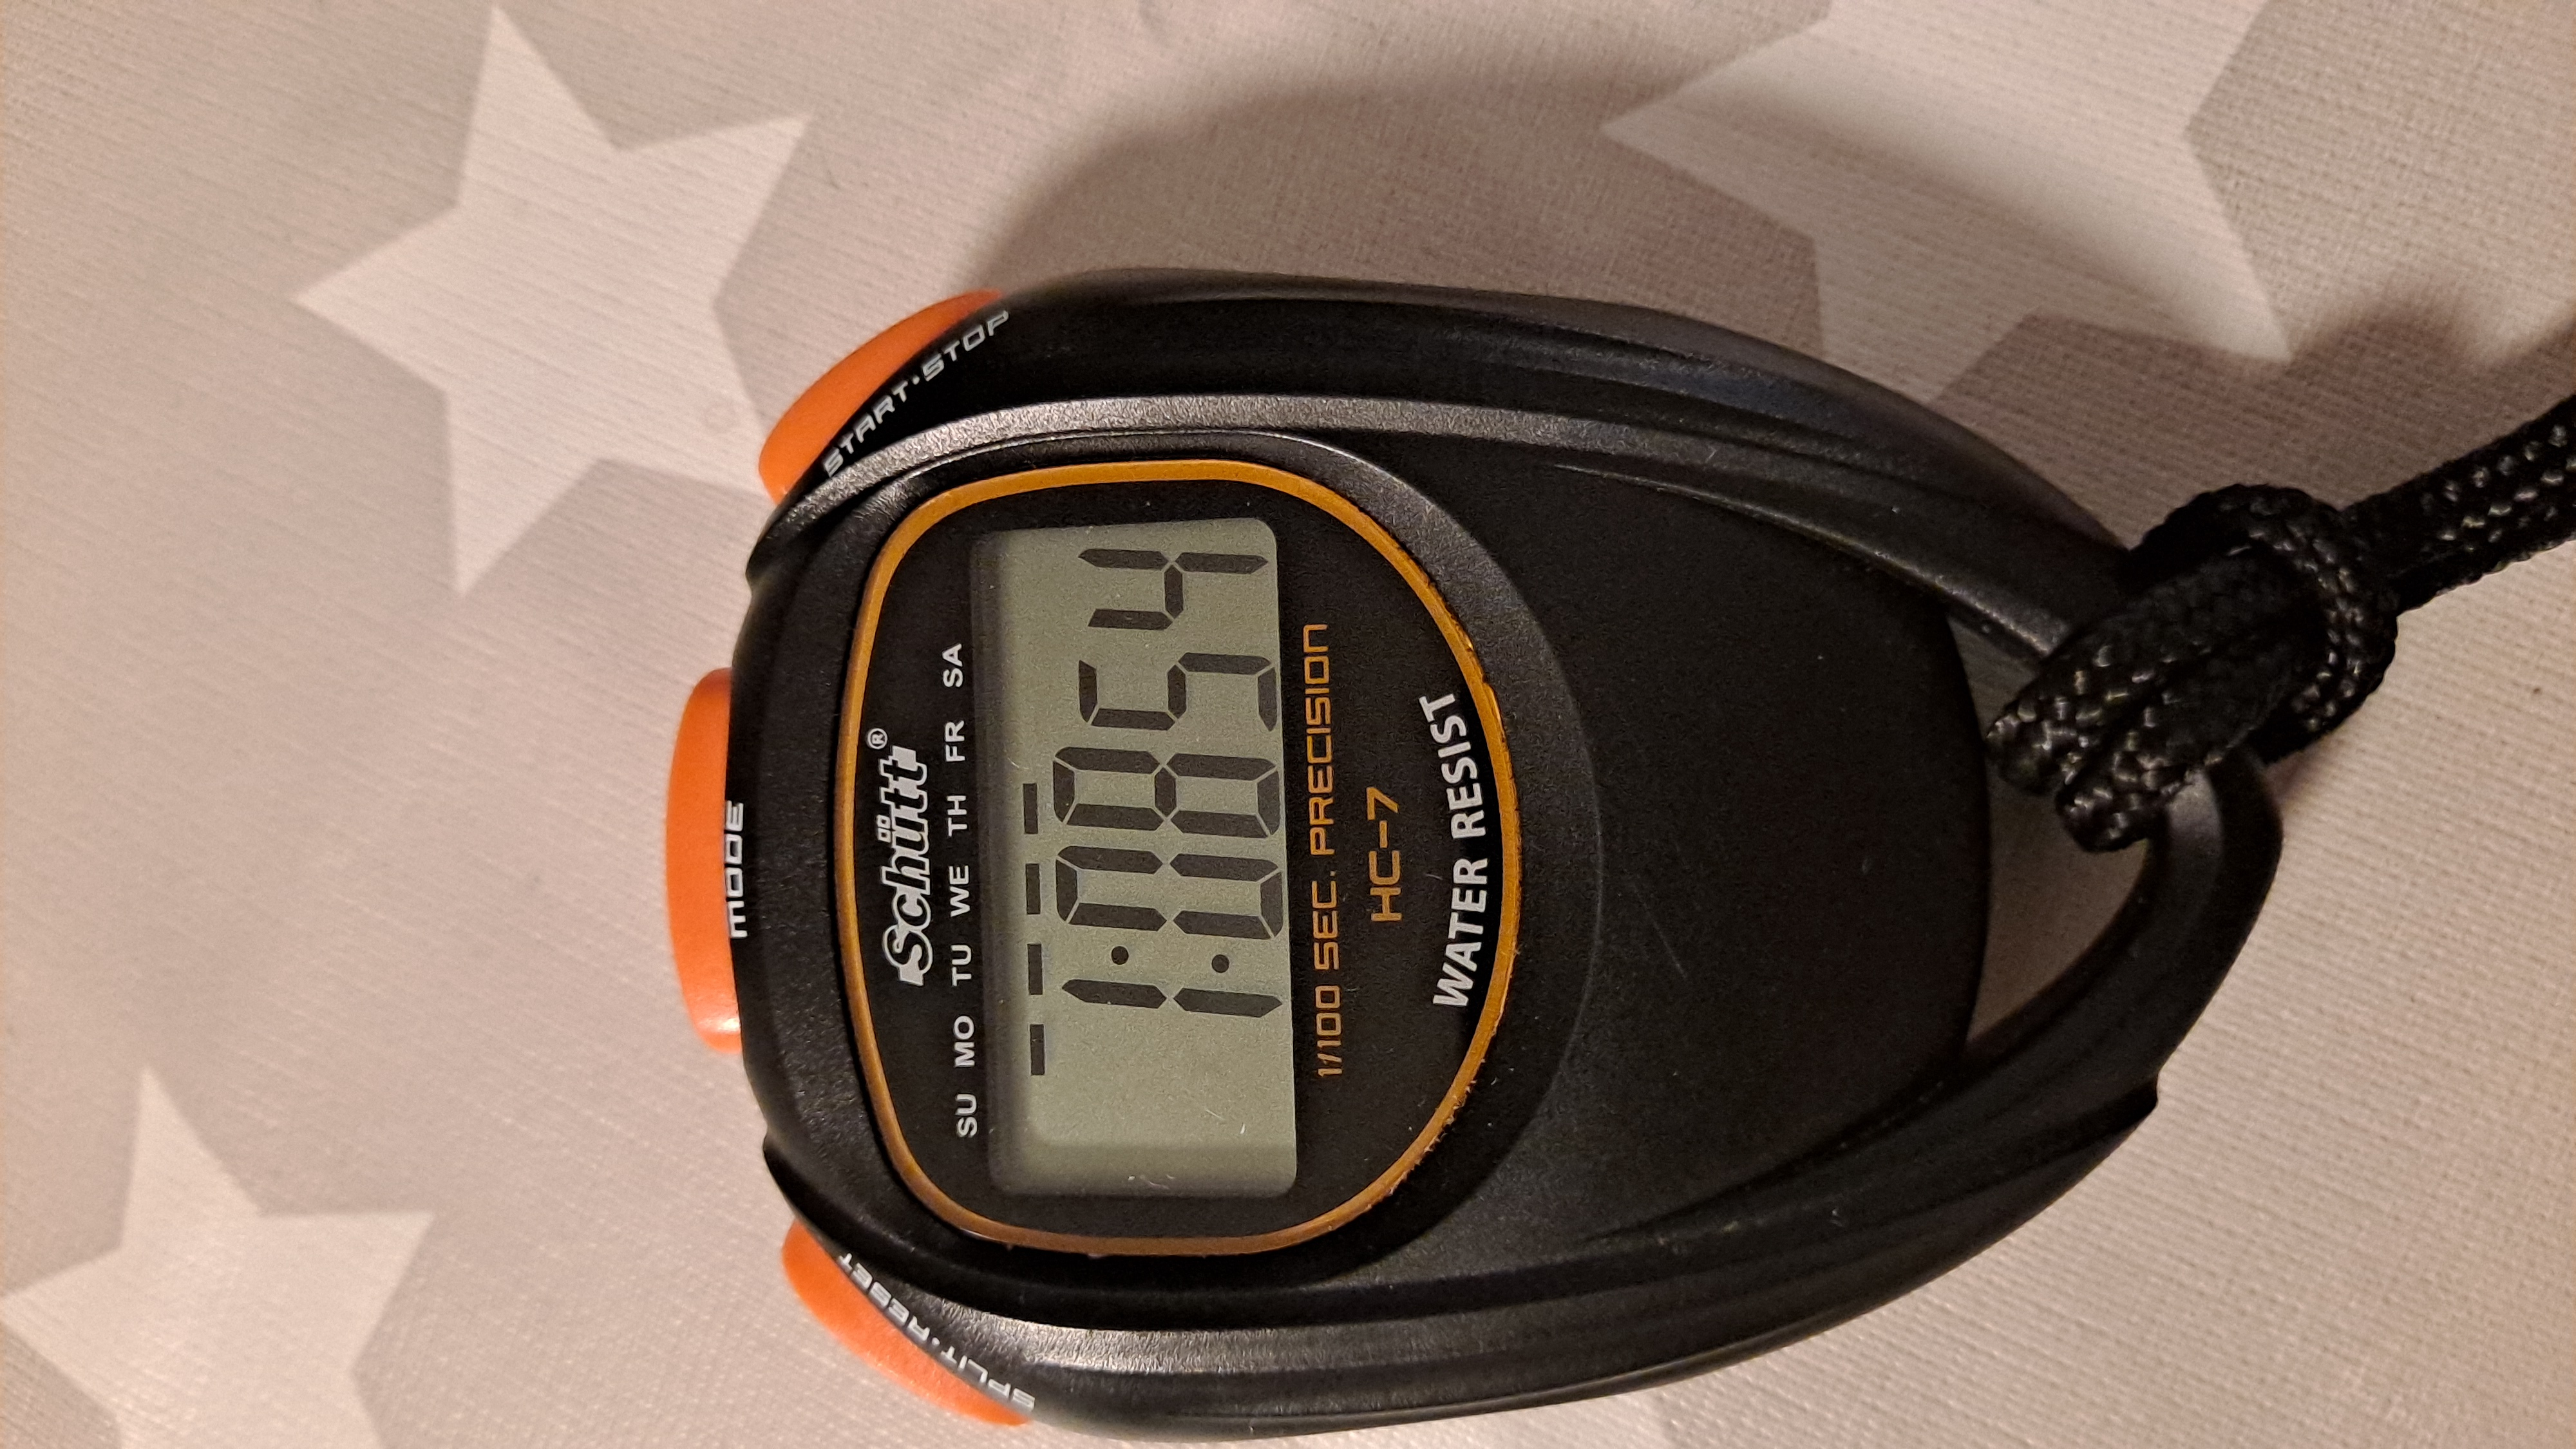 MODE
SPLIT·RESET
START·STOP
Schütt®
SU MO TU WE TH FR SA
1:08 54
1/100 SEC. PRECISION
HC-7
WATER RESIST